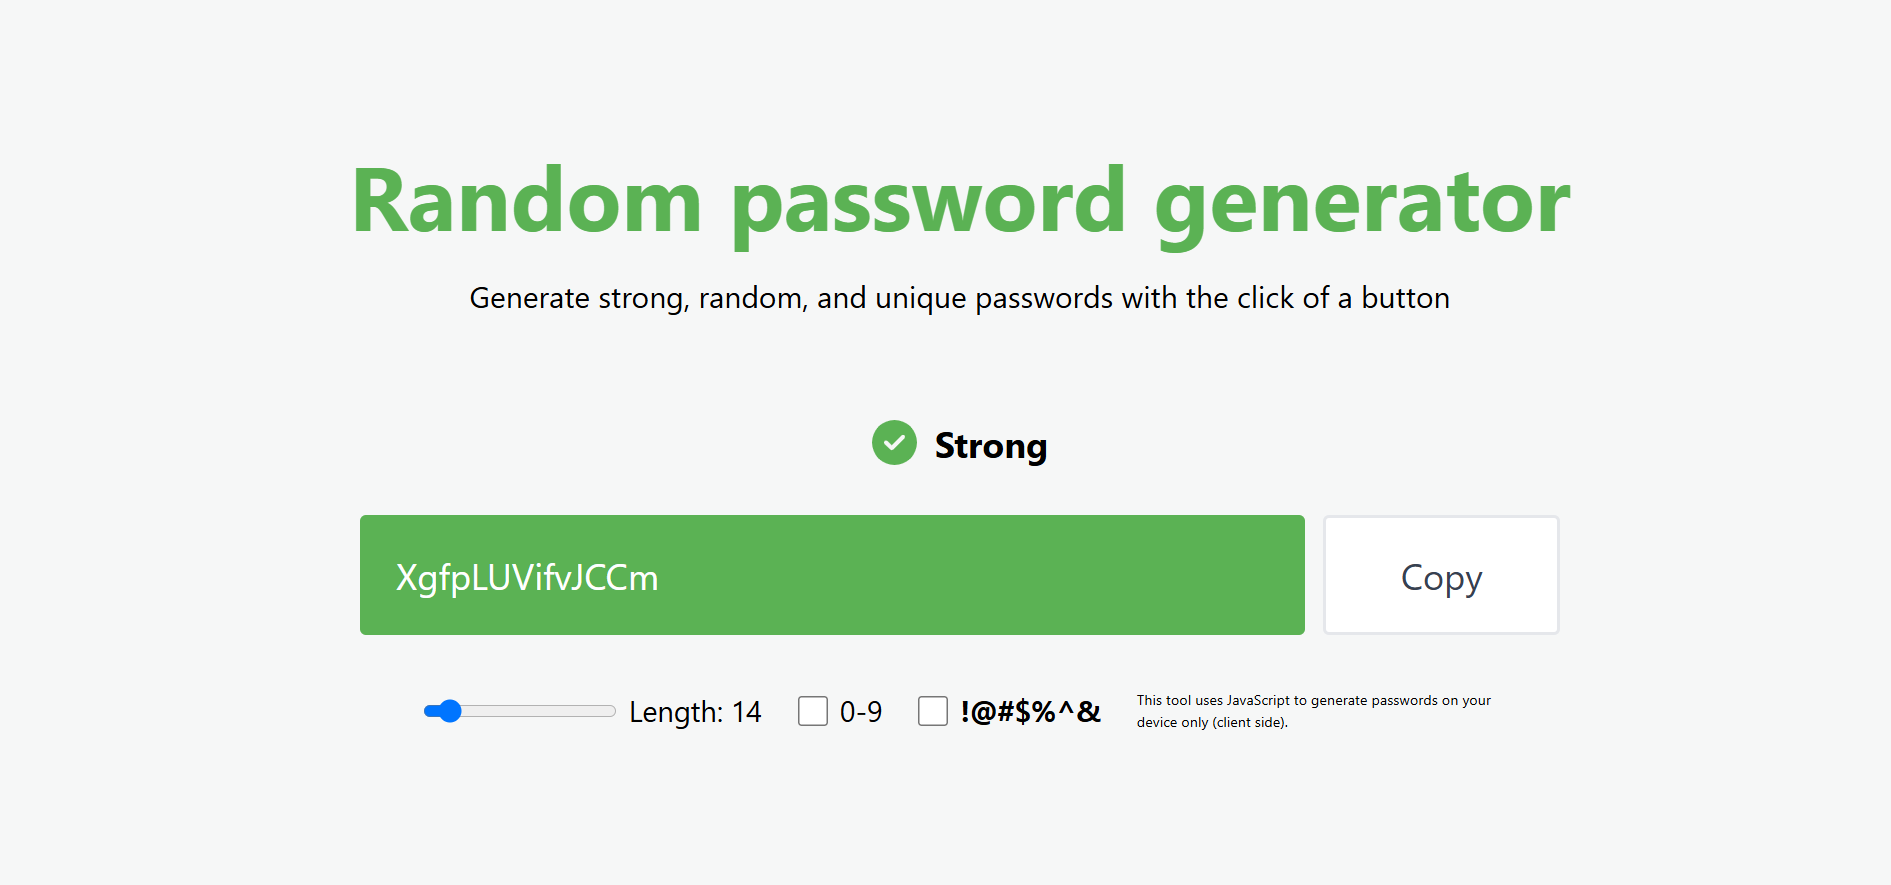 Random password generator
Generate strong, random, and unique passwords with the click of a button
Strong
XgfpLUVifvJCCm
Copy
Length: 14
0-9
!@#$%^&
This tool uses JavaScript to generate passwords on your
device only (client side).